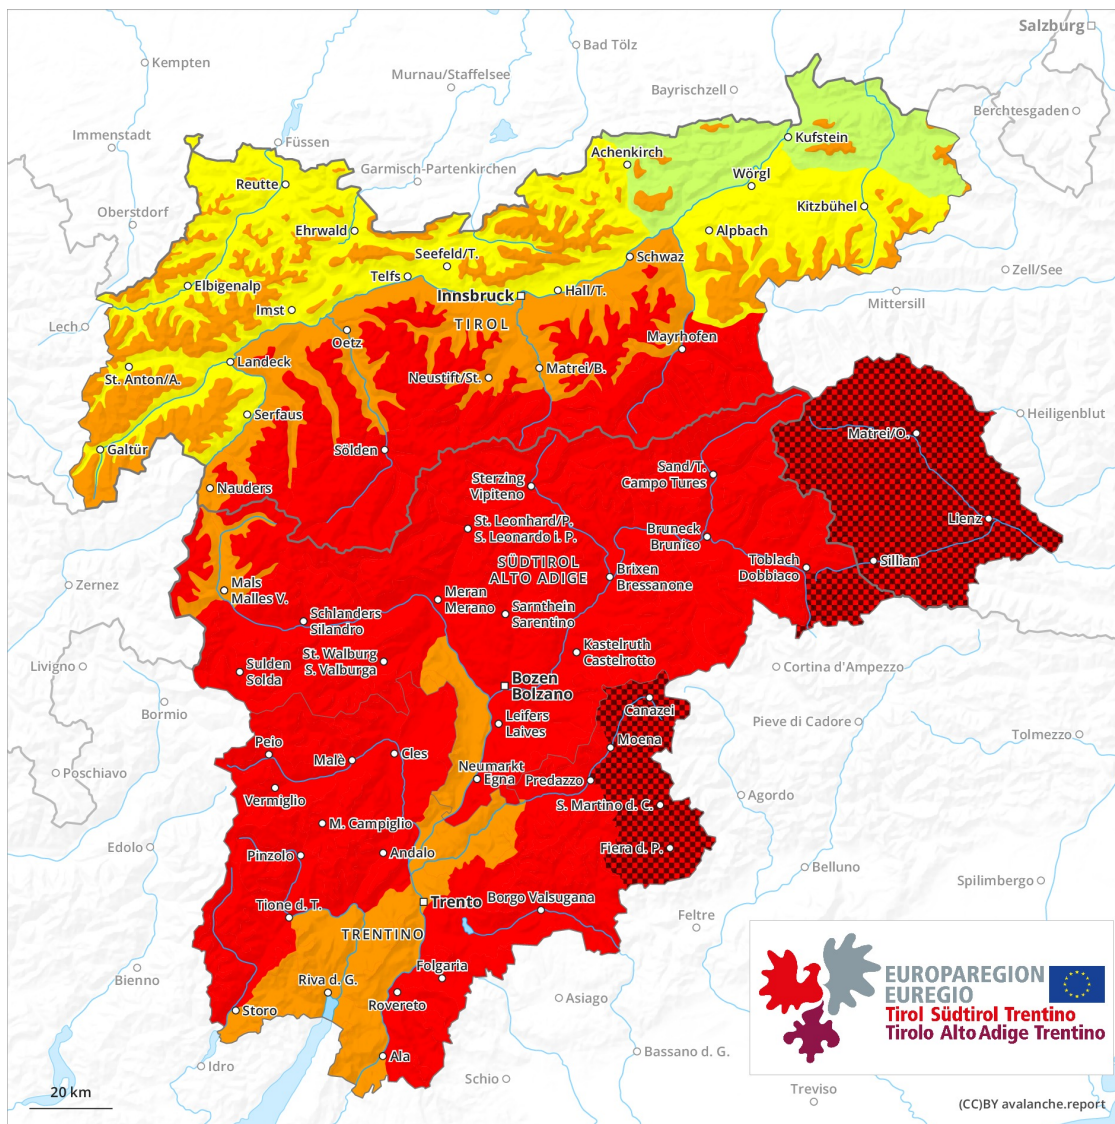 Salzburg
Bad Tölz
Kempten
Murnau/Staffelsee
Bayrischzell
Berchtesgaden
Immenstadt
Füssen
Kufstein
Achenkirch
Garmisch-Partenkirchen
Wörgl
Reutte
Kitzbühel
Oberstdorf
Ehrwald
Alpbach
Seefeld/T.
Schwaz
Telfs
Zell/See
Elbigenalp
Innsbruck
Hall/T.
Mittersill
Imst
TIROL
Lech
Oetz
Mayrhofen
Landeck
Matrei/B.
St. Anton/A.
Neustift/St.
Serfaus
Heiligenblut
Matrei/O.
Galtür
Sölden
Sand/T.
Campo Tures
Sterzing
Vipiteno
Nauders
Lienz
St. Leonhard/P.
S. Leonardo i. P.
Bruneck
Brunico
SÜDTIROL
ALTO ADIGE
Toblach
Dobbiaco
Sillian
Brixen
Bressanone
Zernez
Mals
Malles V.
Meran
Merano
Sarnthein
Sarentino
Schlanders
Silandro
Kastelruth
Castelrotto
St. Walburg
S. Valburga
Livigno
Sulden
Solda
Cortina d'Ampezzo
Bozen
Bolzano
Canazei
Bormio
Leifers
Laives
Pieve di Cadore
Tolmezzo
Peio
Moena
Cles
Malè
Poschiavo
Neumarkt
Egna
Predazzo
Vermiglio
Agordo
S. Martino d. C.
M. Campiglio
Edolo
Fiera d. P.
Pinzolo
Andalo
Belluno
Spilimbergo
Trento
Borgo Valsugana
Tione d. T.
Feltre
TRENTINO
Folgaria
Bienno
Riva d. G.
Rovereto
Asiago
Storo
EUROPAREGION
EUREGIO
Tirol Südtirol Trentino
Tirolo Alto Adige Trentino
Ala
Bassano d. G.
Idro
Schio
Treviso
20 km
(CC)BY avalanche.report